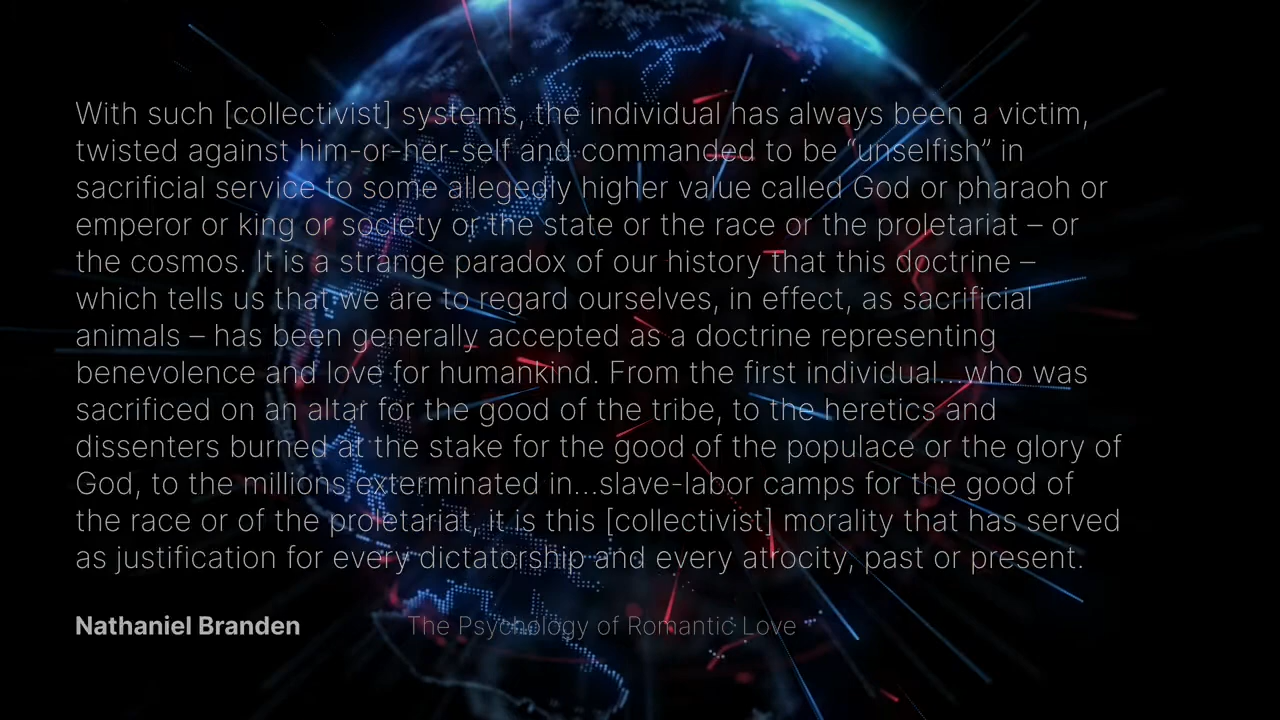 With such [collectivist] systems, the individual has always been a victim,
twisted against him-or-her-self and commanded to be “unselfish” in
sacrificial service to some allegedly higher value called God or pharaoh or
emperor or king or society or the state or the race or the proletariat – or
the cosmos. It is a strange paradox of our history that this doctrine –
which tells us that we are to regard ourselves, in effect, as sacrificial
animals – has been generally accepted as a doctrine representing
benevolence and love for humankind. From the first individual...who was
sacrificed on an altar for the good of the tribe, to the heretics and
dissenters burned at the stake for the good of the populace or the glory of
God, to the millions exterminated in...slave-labor camps for the good of
the race or of the proletariat, it is this [collectivist] morality that has served
as justification for every dictatorship and every atrocity, past or present.
Nathaniel Branden The Psychology of Romantic Love